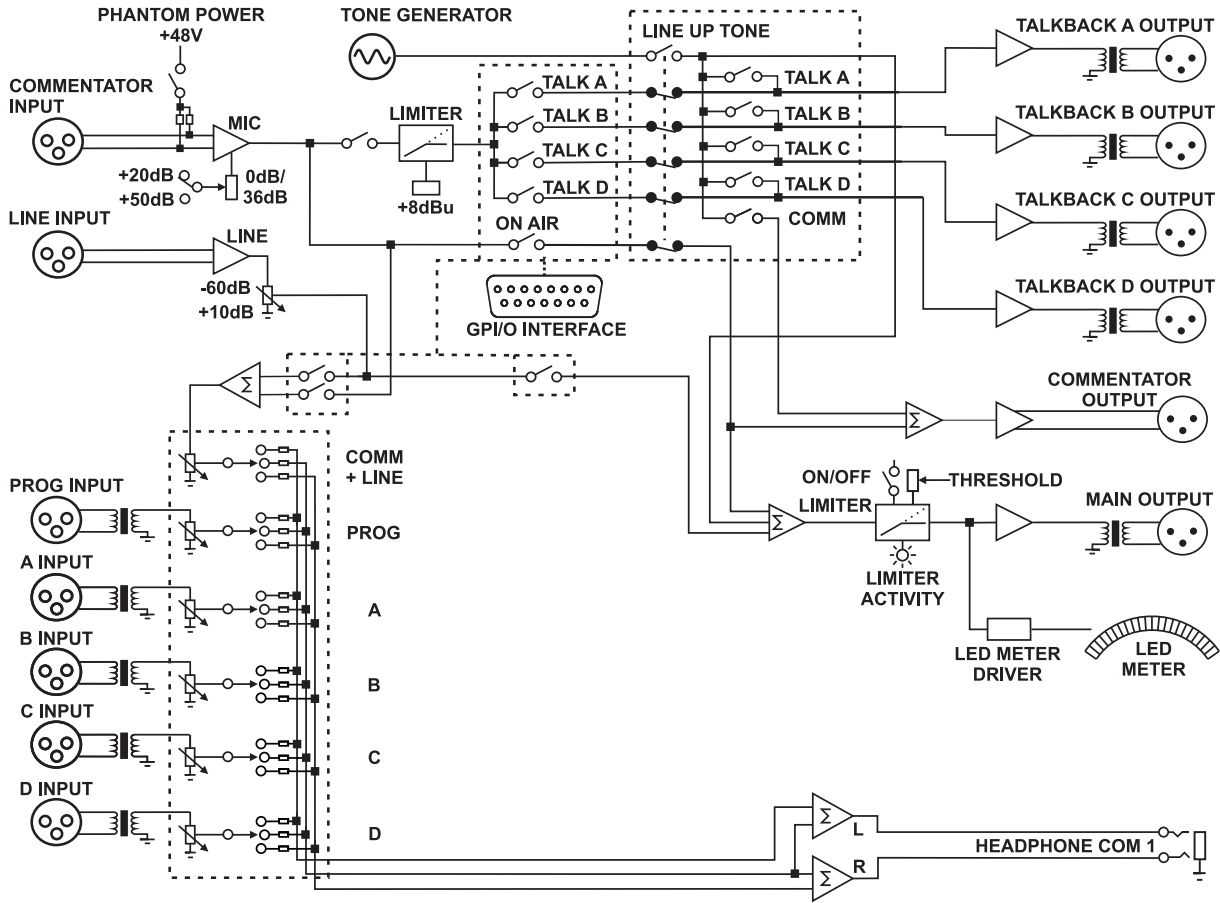 PHANTOM POWER
+48V
TONE GENERATOR
LINE UP TONE
TALKBACK A OUTPUT
COMMENTATOR
INPUT
MIC
LIMITER
TALK A
TALK B
TALK C
TALK D
TALK A
TALK B
TALK C
TALK D
COMM
TALKBACK B OUTPUT
+20dB
+50dB
0dB/
36dB
+8dBu
LINE INPUT
LINE
ON AIR
TALKBACK C OUTPUT
-60dB
+10dB
GPI/O INTERFACE
TALKBACK D OUTPUT
Σ
COMMENTATOR
OUTPUT
Σ
COMM
+ LINE
PROG INPUT
PROG
ON/OFF
THRESHOLD
LIMITER
Σ
MAIN OUTPUT
LIMITER
ACTIVITY
A INPUT
A
B INPUT
B
LED METER
DRIVER
LED
METER
C INPUT
C
D INPUT
D
Σ
L
HEADPHONE COM 1
Σ
R